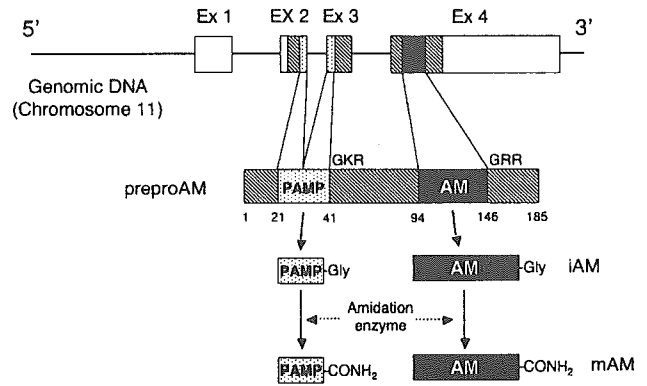 Ex 1 EX 2 Ex 3 Ex 4
5' 3'
Genomic DNA
(Chromosome 11)
GKR GRR
preproAM PAMP AM
1 21 41 94 146 185
PAMP -Gly AM -Gly iAM
Amidation
enzyme
PAMP -CONH₂ AM -CONH₂ mAM